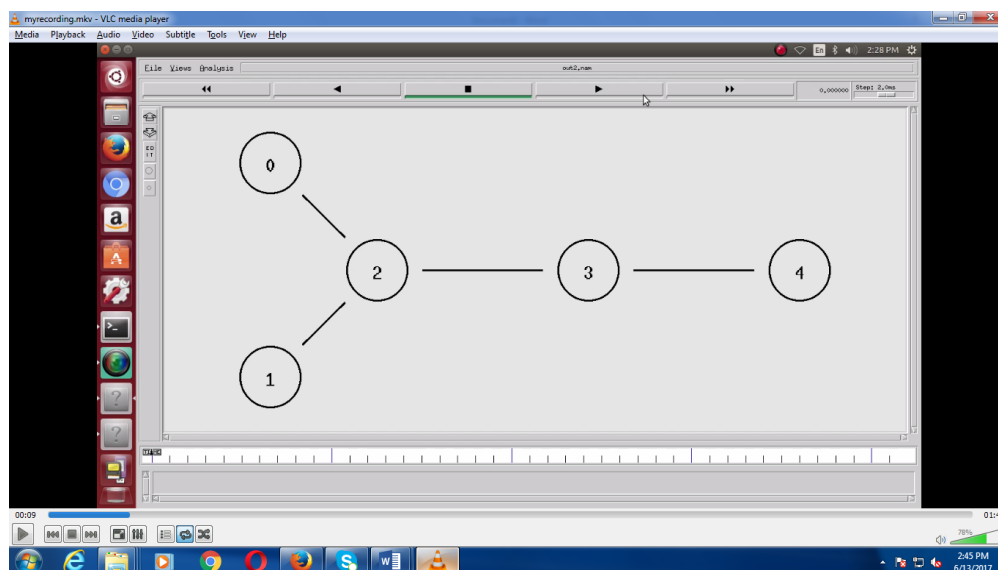 myrecording.mkv - VLC media player
Media Playback Audio Video Subtitle Tools View Help
En 2:28 PM
File Views Analysis out2.nam
0.000000 Step: 2.0ms
ED
IT
0
2 3 4
1
a
00:09
78%
W
2:45 PM
6/13/2017